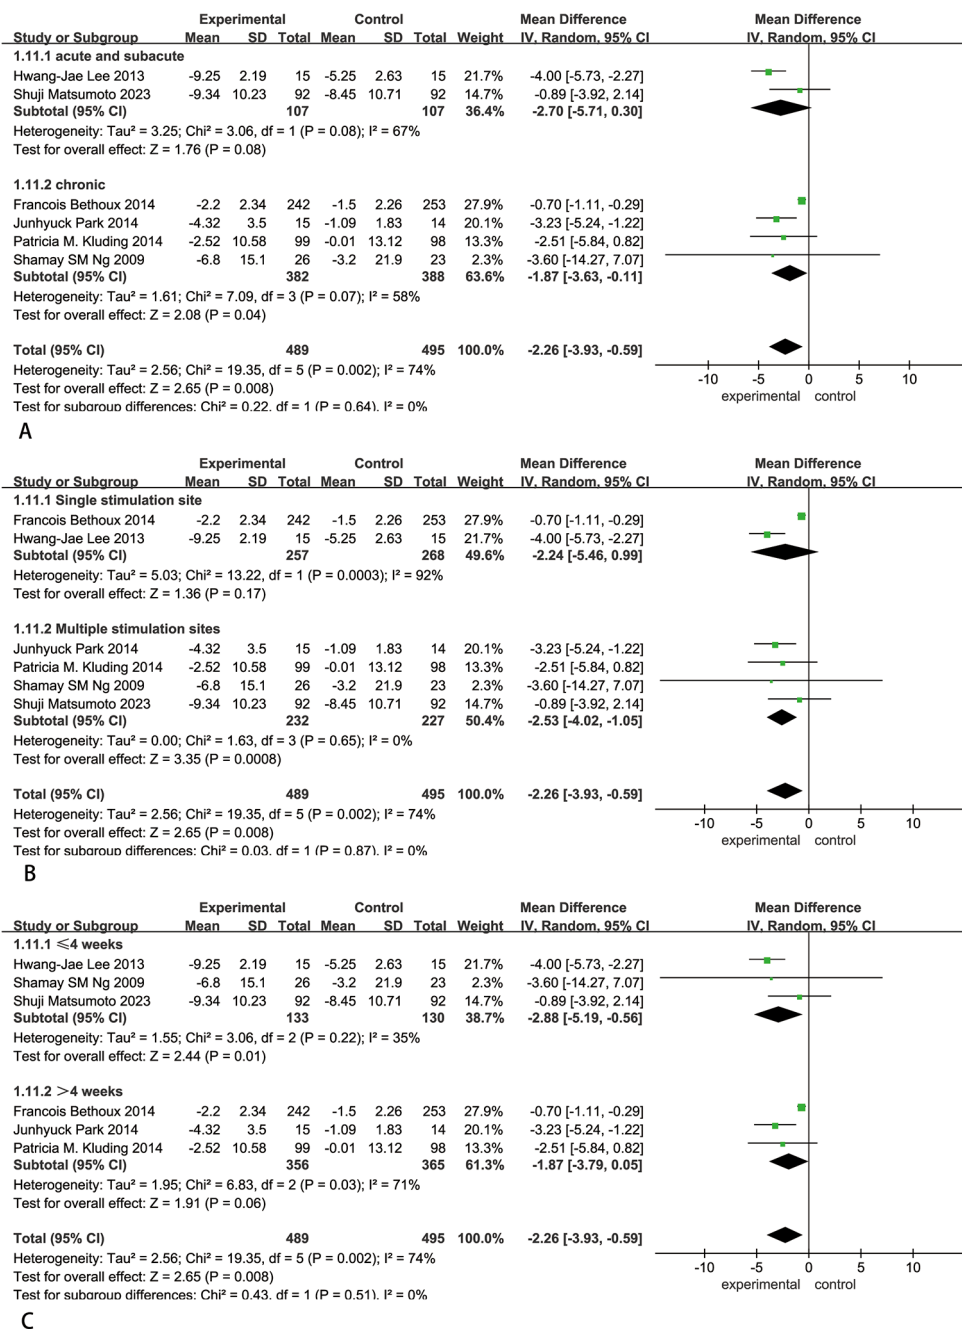 Experimental Control Mean Difference Mean Difference
Study or Subgroup Mean SD Total Mean SD Total Weight IV, Random, 95% CI IV, Random, 95% CI
1.11.1 acute and subacute
Hwang-Jae Lee 2013 -9.25 2.19 15 -5.25 2.63 15 21.7% -4.00 [-5.73, -2.27]
Shuji Matsumoto 2023 -9.34 10.23 92 -8.45 10.71 92 14.7% -0.89 [-3.92, 2.14]
Subtotal (95% CI) 107 107 36.4% -2.70 [-5.71, 0.30]
Heterogeneity: Tau² = 3.25; Chi² = 3.06, df = 1 (P = 0.08); I² = 67%
Test for overall effect: Z = 1.76 (P = 0.08)
1.11.2 chronic
Francois Bethoux 2014 -2.2 2.34 242 -1.5 2.26 253 27.9% -0.70 [-1.11, -0.29]
Junhyuck Park 2014 -4.32 3.5 15 -1.09 1.83 14 20.1% -3.23 [-5.24, -1.22]
Patricia M. Kluding 2014 -2.52 10.58 99 -0.01 13.12 98 13.3% -2.51 [-5.84, 0.82]
Shamay SM Ng 2009 -6.8 15.1 26 -3.2 21.9 23 2.3% -3.60 [-14.27, 7.07]
Subtotal (95% CI) 382 388 63.6% -1.87 [-3.63, -0.11]
Heterogeneity: Tau² = 1.61; Chi² = 7.09, df = 3 (P = 0.07); I² = 58%
Test for overall effect: Z = 2.08 (P = 0.04)
Total (95% CI) 489 495 100.0% -2.26 [-3.93, -0.59]
Heterogeneity: Tau² = 2.56; Chi² = 19.35, df = 5 (P = 0.002); I² = 74%
Test for overall effect: Z = 2.65 (P = 0.008)
Test for subgroup differences: Chi² = 0.22, df = 1 (P = 0.64), I² = 0%
-10 -5 0 5 10
experimental control
A
Experimental Control Mean Difference Mean Difference
Study or Subgroup Mean SD Total Mean SD Total Weight IV, Random, 95% CI IV, Random, 95% CI
1.11.1 Single stimulation site
Francois Bethoux 2014 -2.2 2.34 242 -1.5 2.26 253 27.9% -0.70 [-1.11, -0.29]
Hwang-Jae Lee 2013 -9.25 2.19 15 -5.25 2.63 15 21.7% -4.00 [-5.73, -2.27]
Subtotal (95% CI) 257 268 49.6% -2.24 [-5.46, 0.99]
Heterogeneity: Tau² = 5.03; Chi² = 13.22, df = 1 (P = 0.0003); I² = 92%
Test for overall effect: Z = 1.36 (P = 0.17)
1.11.2 Multiple stimulation sites
Junhyuck Park 2014 -4.32 3.5 15 -1.09 1.83 14 20.1% -3.23 [-5.24, -1.22]
Patricia M. Kluding 2014 -2.52 10.58 99 -0.01 13.12 98 13.3% -2.51 [-5.84, 0.82]
Shamay SM Ng 2009 -6.8 15.1 26 -3.2 21.9 23 2.3% -3.60 [-14.27, 7.07]
Shuji Matsumoto 2023 -9.34 10.23 92 -8.45 10.71 92 14.7% -0.89 [-3.92, 2.14]
Subtotal (95% CI) 232 227 50.4% -2.53 [-4.02, -1.05]
Heterogeneity: Tau² = 0.00; Chi² = 1.63, df = 3 (P = 0.65); I² = 0%
Test for overall effect: Z = 3.35 (P = 0.0008)
Total (95% CI) 489 495 100.0% -2.26 [-3.93, -0.59]
Heterogeneity: Tau² = 2.56; Chi² = 19.35, df = 5 (P = 0.002); I² = 74%
Test for overall effect: Z = 2.65 (P = 0.008)
Test for subgroup differences: Chi² = 0.03, df = 1 (P = 0.87), I² = 0%
-10 -5 0 5 10
experimental control
B
Experimental Control Mean Difference Mean Difference
Study or Subgroup Mean SD Total Mean SD Total Weight IV, Random, 95% CI IV, Random, 95% CI
1.11.1 ≤4 weeks
Hwang-Jae Lee 2013 -9.25 2.19 15 -5.25 2.63 15 21.7% -4.00 [-5.73, -2.27]
Shamay SM Ng 2009 -6.8 15.1 26 -3.2 21.9 23 2.3% -3.60 [-14.27, 7.07]
Shuji Matsumoto 2023 -9.34 10.23 92 -8.45 10.71 92 14.7% -0.89 [-3.92, 2.14]
Subtotal (95% CI) 133 130 38.7% -2.88 [-5.19, -0.56]
Heterogeneity: Tau² = 1.55; Chi² = 3.06, df = 2 (P = 0.22); I² = 35%
Test for overall effect: Z = 2.44 (P = 0.01)
1.11.2 >4 weeks
Francois Bethoux 2014 -2.2 2.34 242 -1.5 2.26 253 27.9% -0.70 [-1.11, -0.29]
Junhyuck Park 2014 -4.32 3.5 15 -1.09 1.83 14 20.1% -3.23 [-5.24, -1.22]
Patricia M. Kluding 2014 -2.52 10.58 99 -0.01 13.12 98 13.3% -2.51 [-5.84, 0.82]
Subtotal (95% CI) 356 365 61.3% -1.87 [-3.79, 0.05]
Heterogeneity: Tau² = 1.95; Chi² = 6.83, df = 2 (P = 0.03); I² = 71%
Test for overall effect: Z = 1.91 (P = 0.06)
Total (95% CI) 489 495 100.0% -2.26 [-3.93, -0.59]
Heterogeneity: Tau² = 2.56; Chi² = 19.35, df = 5 (P = 0.002); I² = 74%
Test for overall effect: Z = 2.65 (P = 0.008)
Test for subgroup differences: Chi² = 0.43, df = 1 (P = 0.51), I² = 0%
-10 -5 0 5 10
experimental control
C